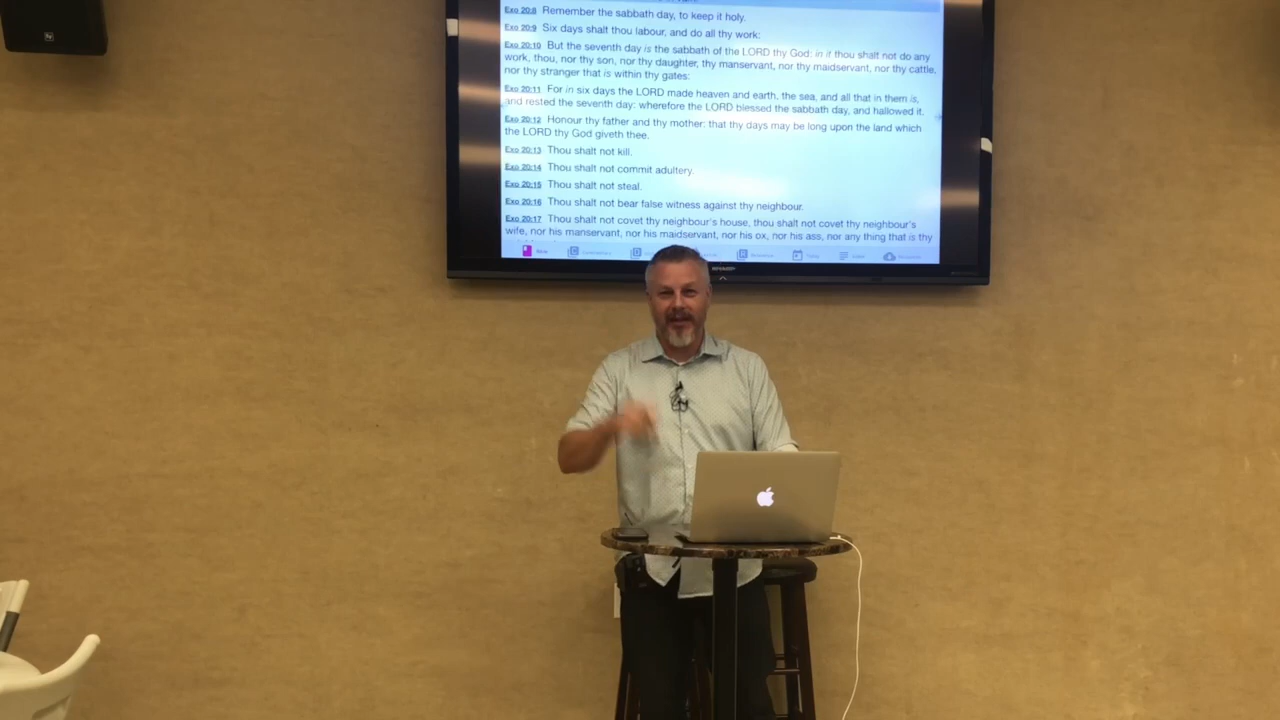 Exo 20:8 Remember the sabbath day, to keep it holy.
Exo 20:9 Six days shalt thou labour, and do all thy work:
Exo 20:10 But the seventh day is the sabbath of the LORD thy God: in it thou shalt not do any
work, thou, nor thy son, nor thy daughter, thy manservant, nor thy maidservant, nor thy cattle,
nor thy stranger that is within thy gates:
Exo 20:11 For in six days the LORD made heaven and earth, the sea, and all that in them is,
and rested the seventh day: wherefore the LORD blessed the sabbath day, and hallowed it.
Exo 20:12 Honour thy father and thy mother: that thy days may be long upon the land which
the LORD thy God giveth thee.
Exo 20:13 Thou shalt not kill.
Exo 20:14 Thou shalt not commit adultery.
Exo 20:15 Thou shalt not steal.
Exo 20:16 Thou shalt not bear false witness against thy neighbour.
Exo 20:17 Thou shalt not covet thy neighbour's house, thou shalt not covet thy neighbour's
wife, nor his manservant, nor his maidservant, nor his ox, nor his ass, nor any thing that is thy
SHARP